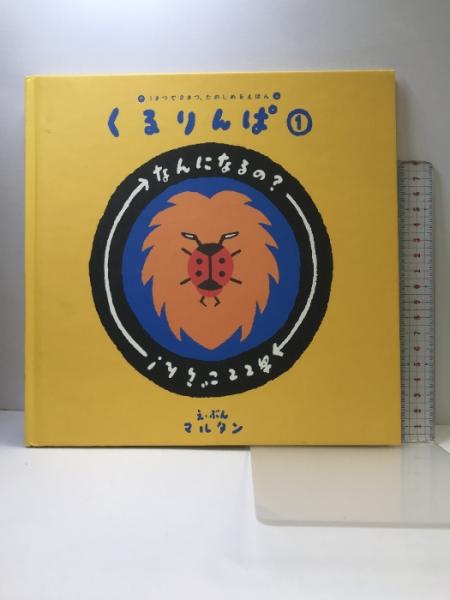 1さつで2さつ、たのしめるえほん
くるりんぱ①
なんになるの?
え・ぶん
マルタン